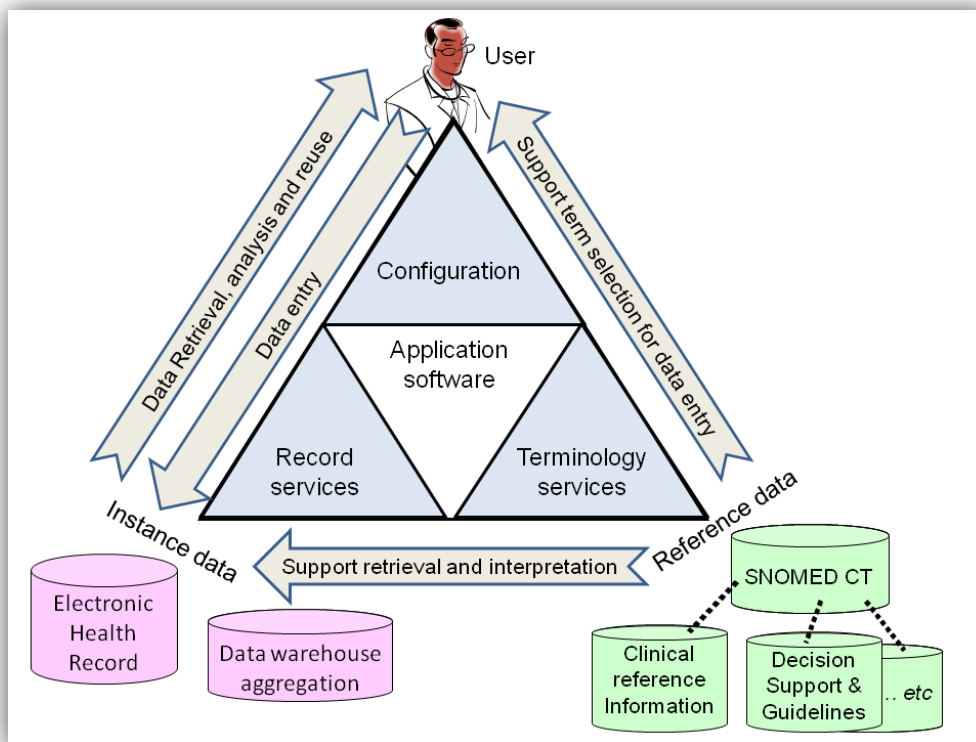 User
Data Retrieval, analysis and reuse
Data entry
Support term selection for data entry
Configuration
Application
software
Record
services
Terminology
services
Instance data
Reference data
Support retrieval and interpretation
Electronic
Health
Record
Data warehouse
aggregation
SNOMED CT
Clinical
reference
Information
Decision
Support &
Guidelines
... etc